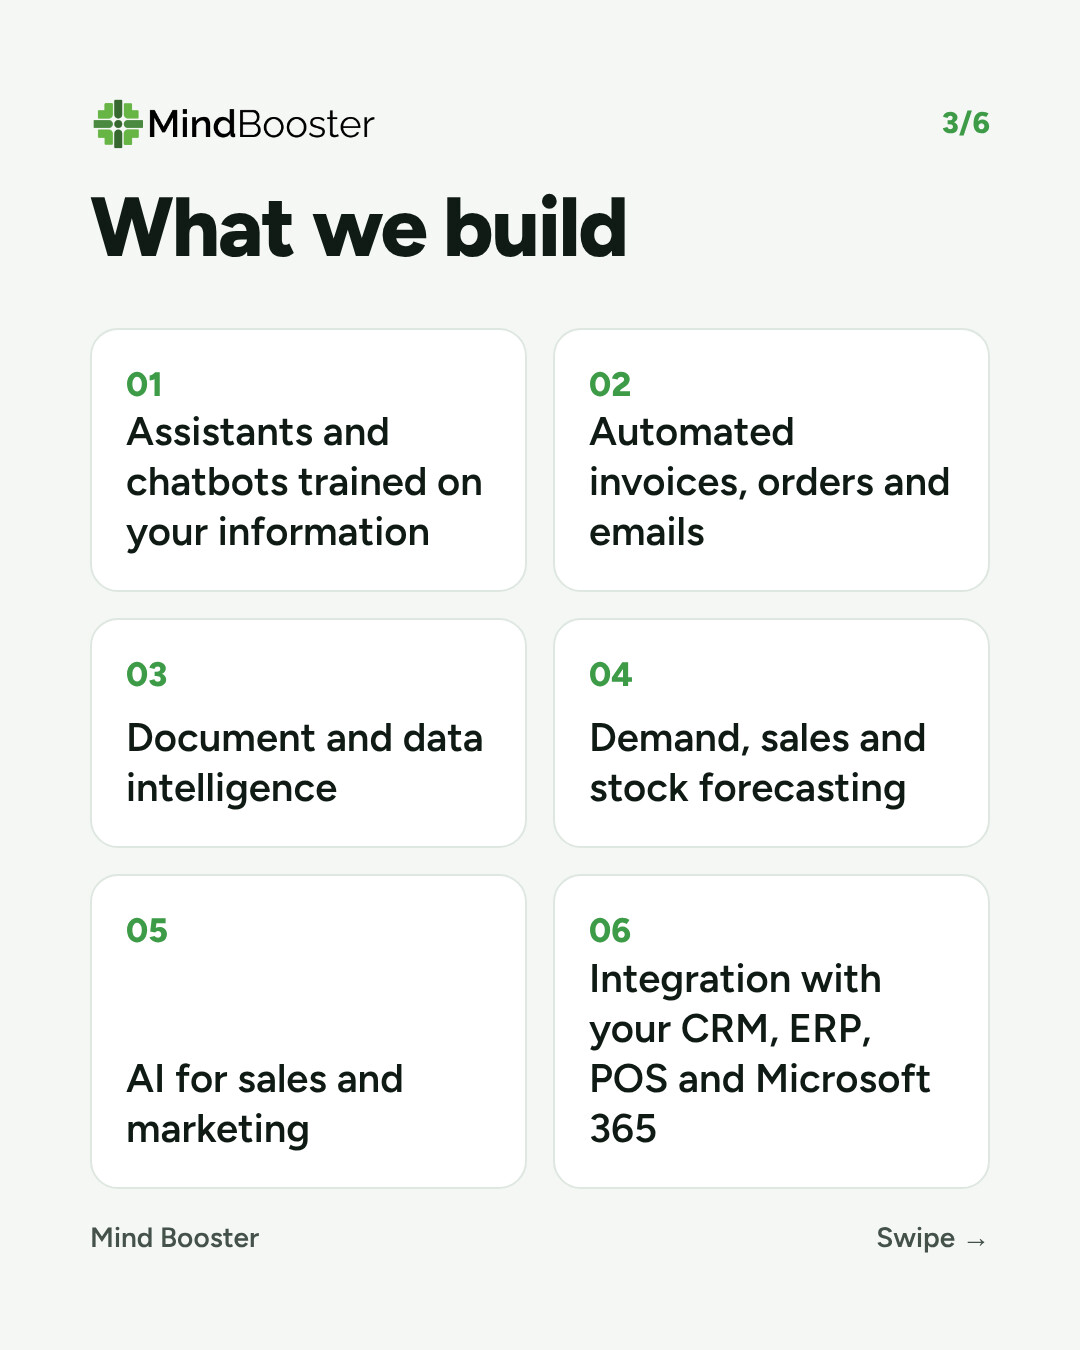 MindBooster
3/6
What we build
01
Assistants and
chatbots trained on
your information
02
Automated
invoices, orders and
emails
03
Document and data
intelligence
04
Demand, sales and
stock forecasting
05
AI for sales and
marketing
06
Integration with
your CRM, ERP,
POS and Microsoft
365
Mind Booster
Swipe →